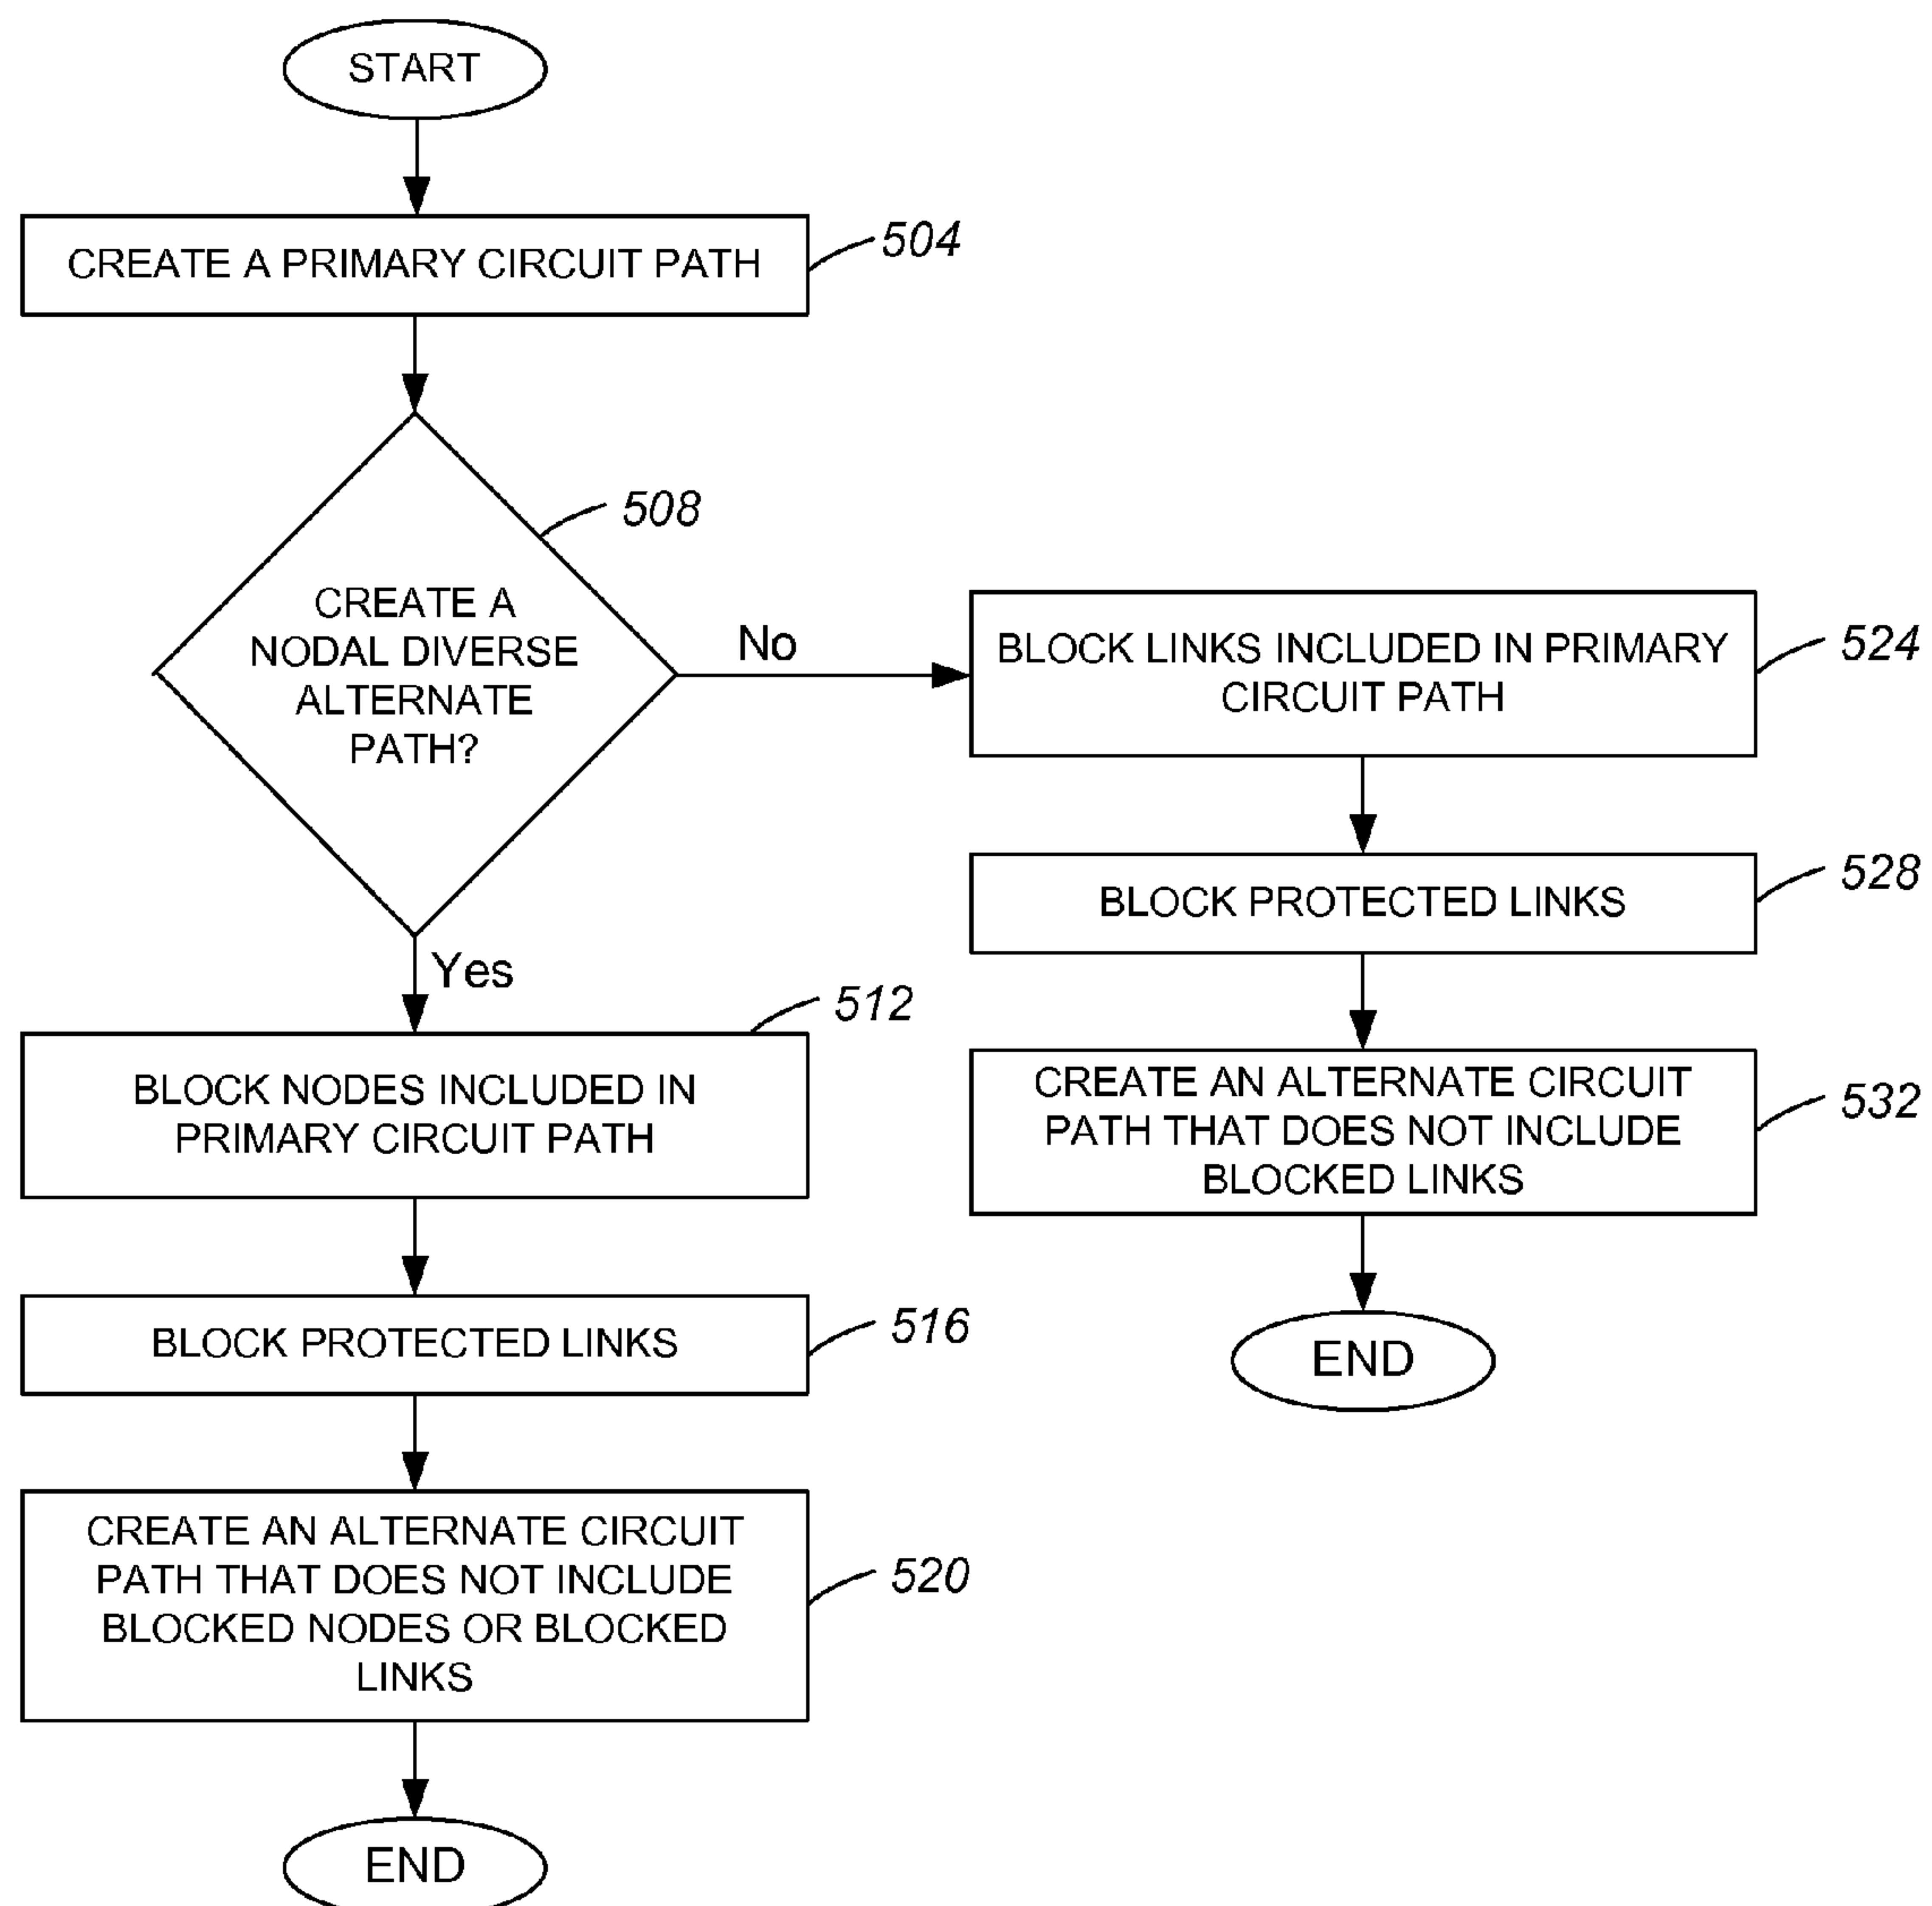 START
CREATE A PRIMARY CIRCUIT PATH
504
508
CREATE A
NODAL DIVERSE
ALTERNATE
PATH?
No
Yes
512
BLOCK NODES INCLUDED IN
PRIMARY CIRCUIT PATH
BLOCK PROTECTED LINKS
516
CREATE AN ALTERNATE CIRCUIT
PATH THAT DOES NOT INCLUDE
BLOCKED NODES OR BLOCKED
LINKS
520
END
BLOCK LINKS INCLUDED IN PRIMARY
CIRCUIT PATH
524
BLOCK PROTECTED LINKS
528
CREATE AN ALTERNATE CIRCUIT
PATH THAT DOES NOT INCLUDE
BLOCKED LINKS
532
END